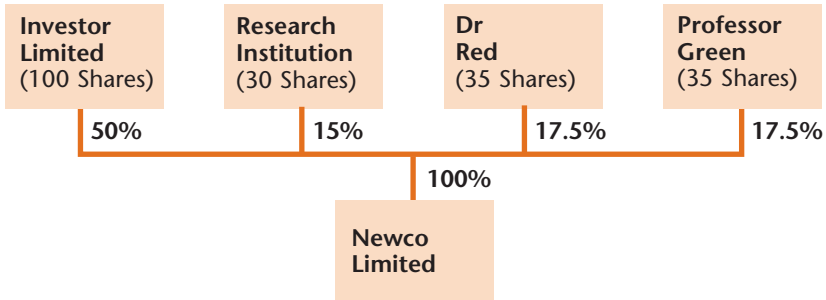 Investor
Limited
(100 Shares)
Research
Institution
(30 Shares)
Dr
Red
(35 Shares)
Professor
Green
(35 Shares)
50%
15%
17.5%
17.5%
100%
Newco
Limited